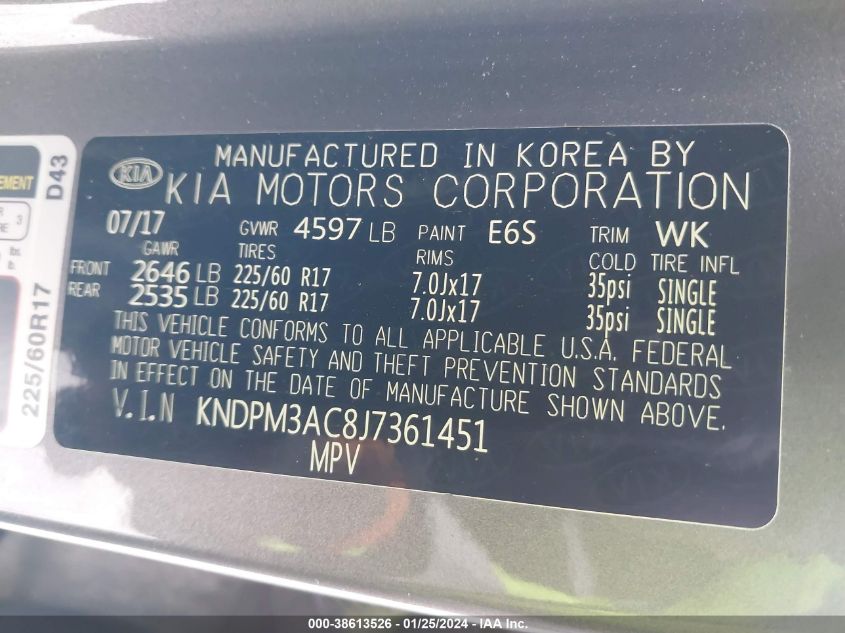 MANUFACTURED IN KOREA BY
KIA KIA MOTORS CORPORATION
07/17 GVWR 4597 LB PAINT E6S TRIM WK
GAWR TIRES RIMS COLD TIRE INFL
FRONT 2646 LB 225/60 R17 7.0Jx17 35psi SINGLE
REAR 2535 LB 225/60 R17 7.0Jx17 35psi SINGLE
THIS VEHICLE CONFORMS TO ALL APPLICABLE U.S.A. FEDERAL
MOTOR VEHICLE SAFETY AND THEFT PREVENTION STANDARDS
IN EFFECT ON THE DATE OF MANUFACTURE SHOWN ABOVE.
V.I.N KNDPM3AC8J7361451
MPV
225/60R17 D43
3
000-38613526 - 01/25/2024 - © IAA, Inc.